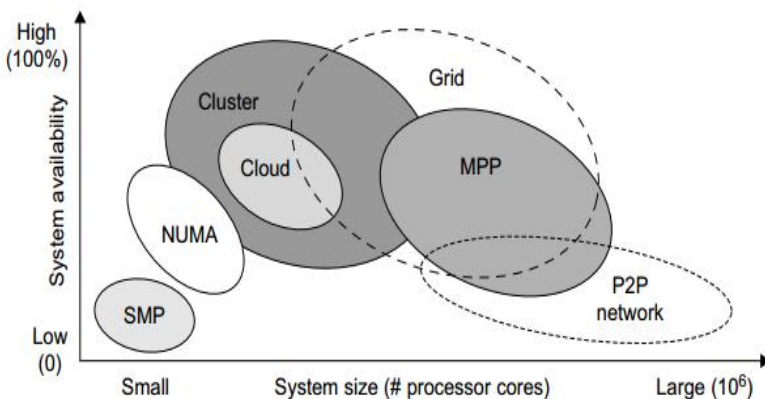 High
(100%)
System availability
Low
(0)
Grid
Cluster
Cloud
MPP
NUMA
SMP
P2P
network
Small
System size (# processor cores)
Large (10⁶)